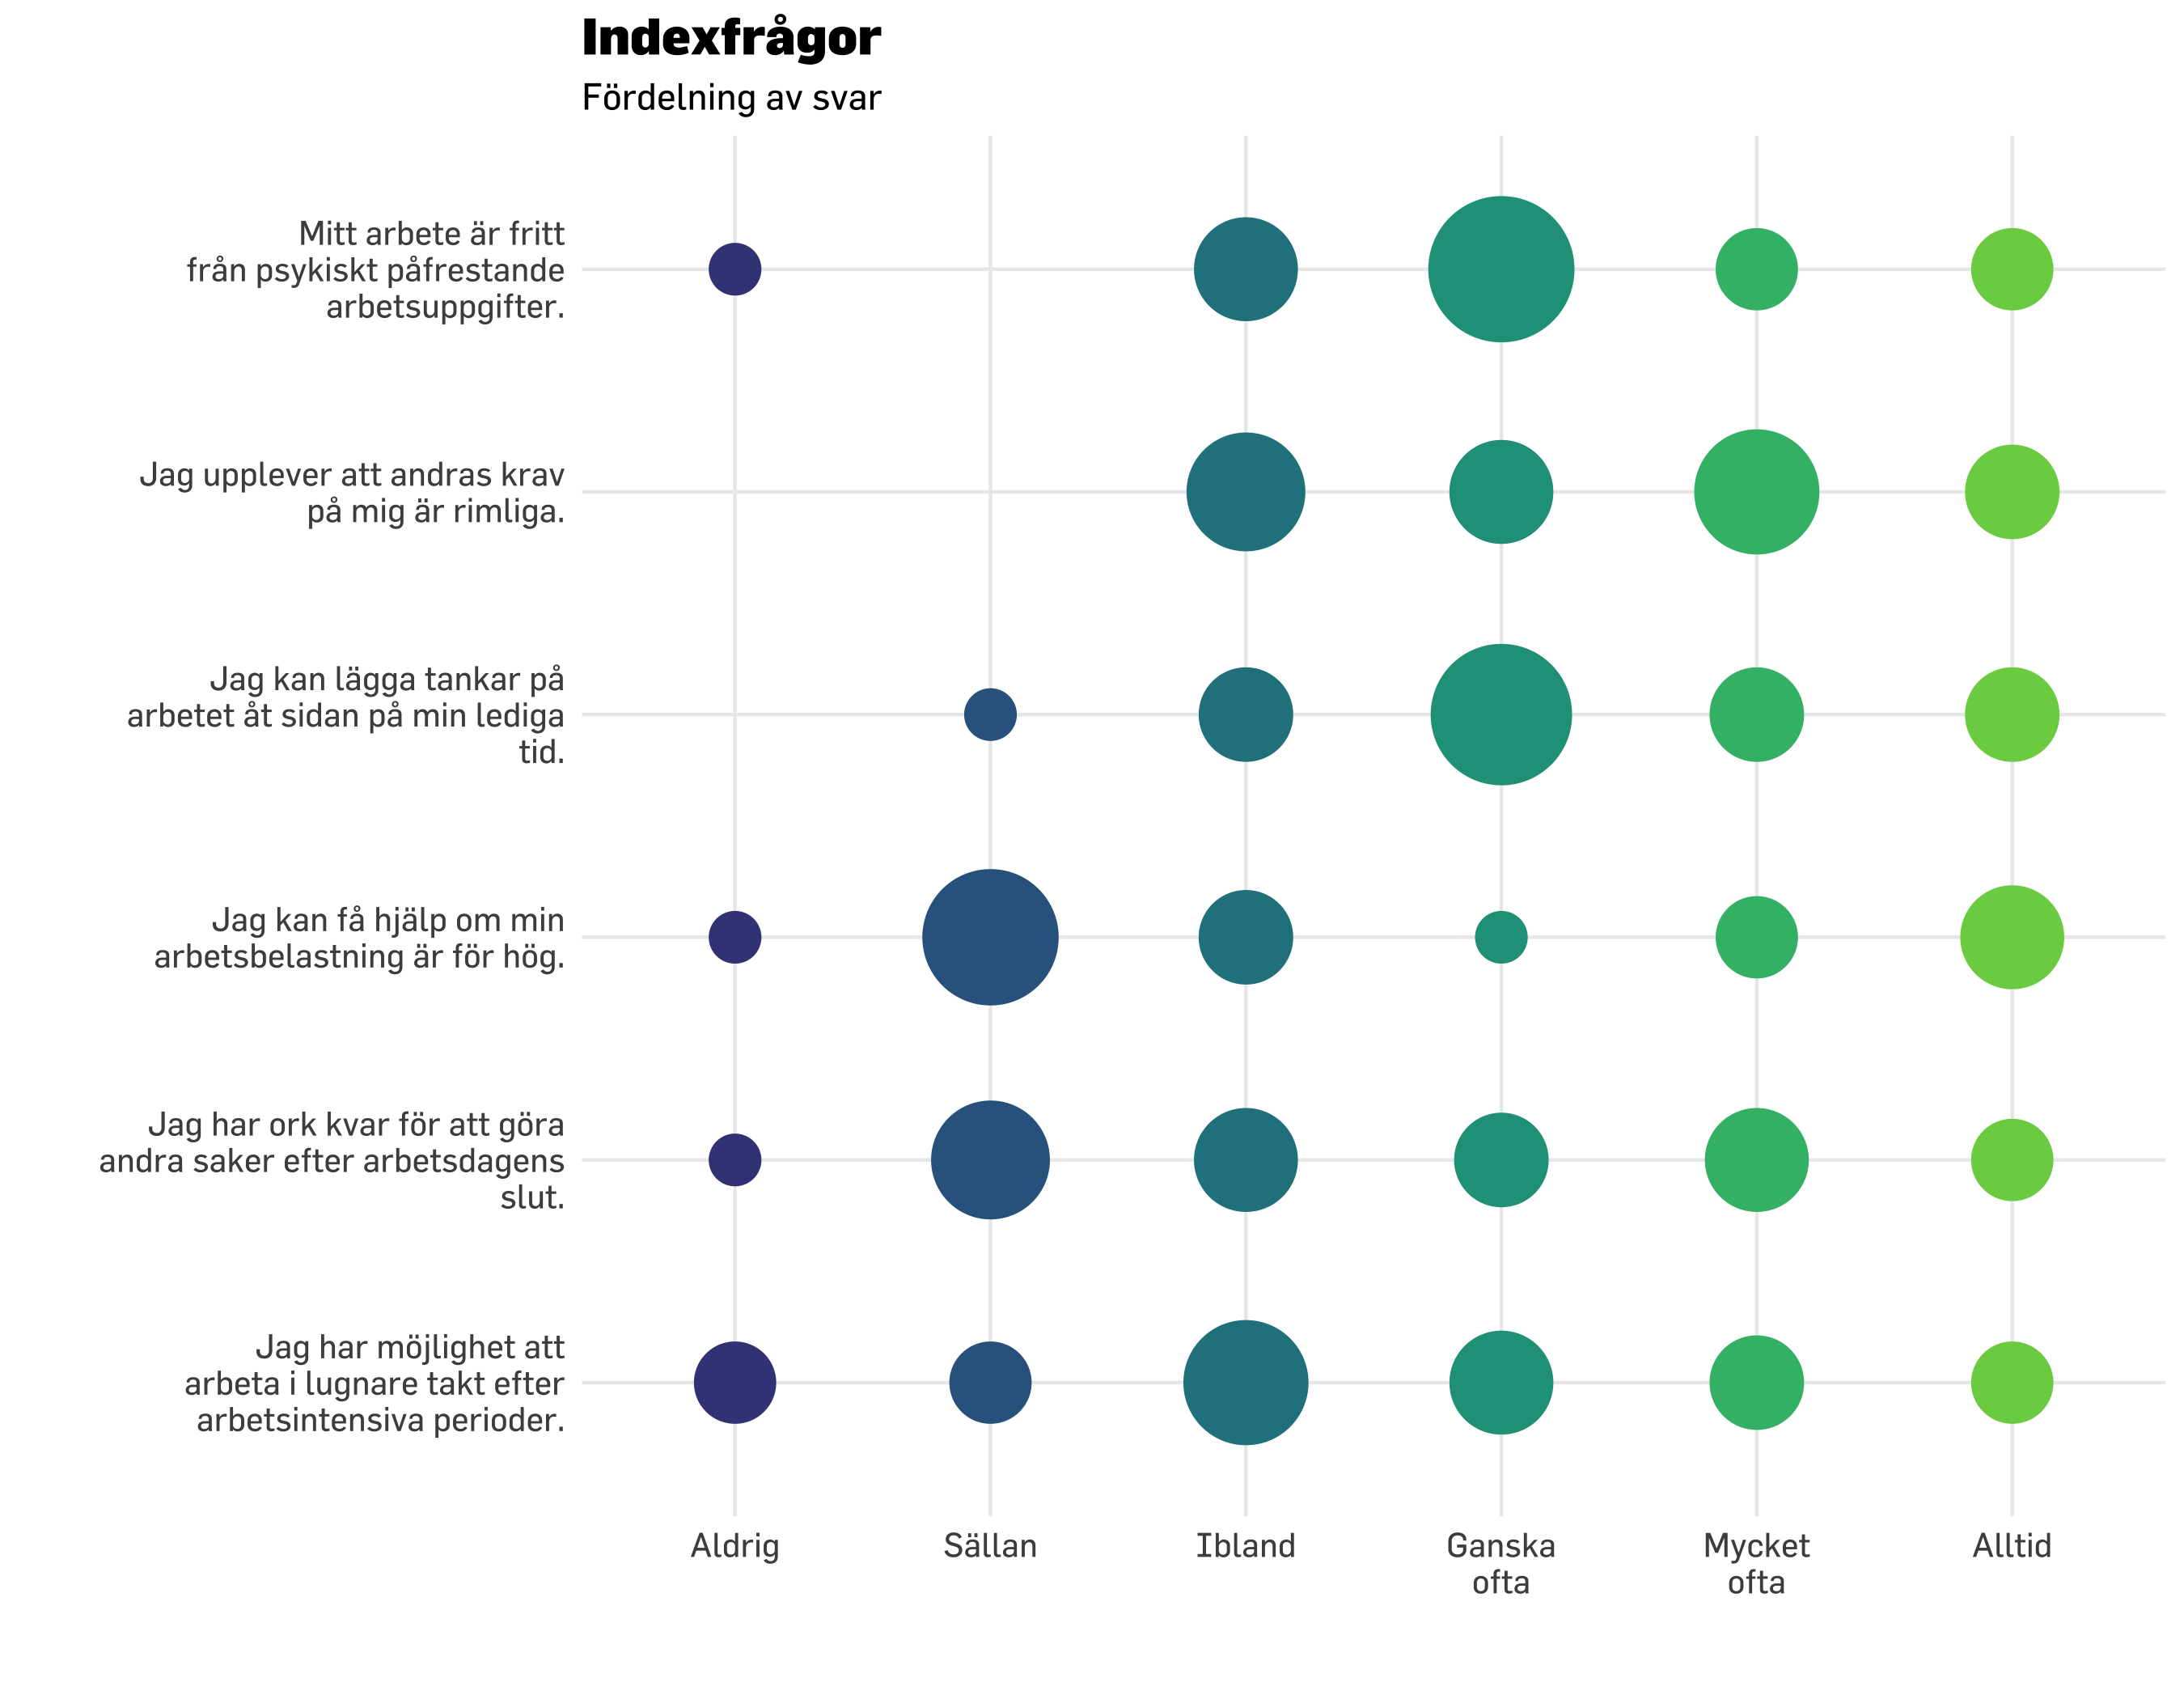 Indexfrågor
Fördelning av svar
Mitt arbete är fritt
från psykiskt påfrestande
arbetsuppgifter.
Jag upplever att andras krav
på mig är rimliga.
Jag kan lägga tankar på
arbetet åt sidan på min lediga
tid.
Jag kan få hjälp om min
arbetsbelastning är för hög.
Jag har ork kvar för att göra
andra saker efter arbetsdagens
slut.
Jag har möjlighet att
arbeta i lugnare takt efter
arbetsintensiva perioder.
Aldrig
Sällan
Ibland
Ganska
ofta
Mycket
ofta
Alltid